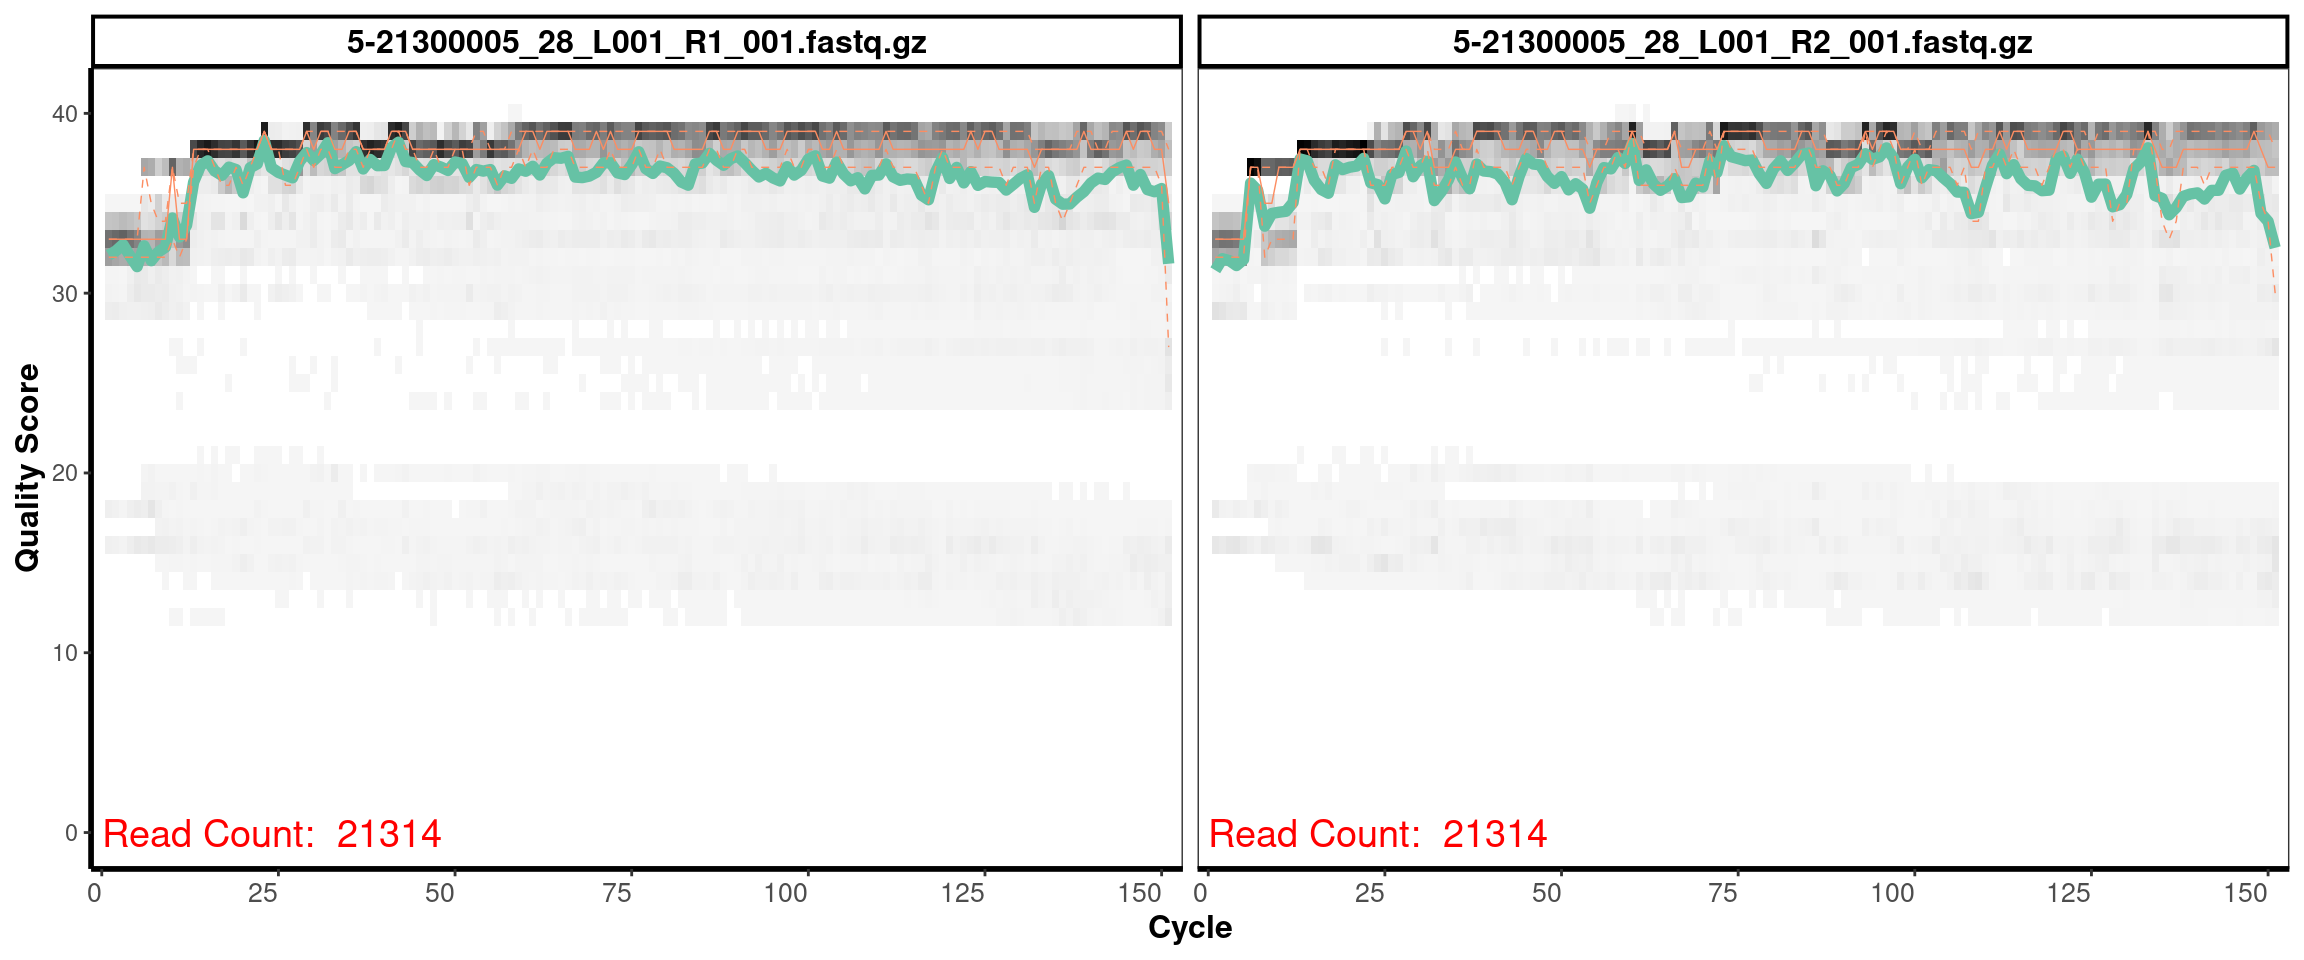 5-21300005_28_L001_R1_001.fastq.gz
5-21300005_28_L001_R2_001.fastq.gz
Quality Score
40
30
20
10
0
Read Count:  21314
Read Count:  21314
0 25 50 75 100 125 150
0 25 50 75 100 125 150
Cycle